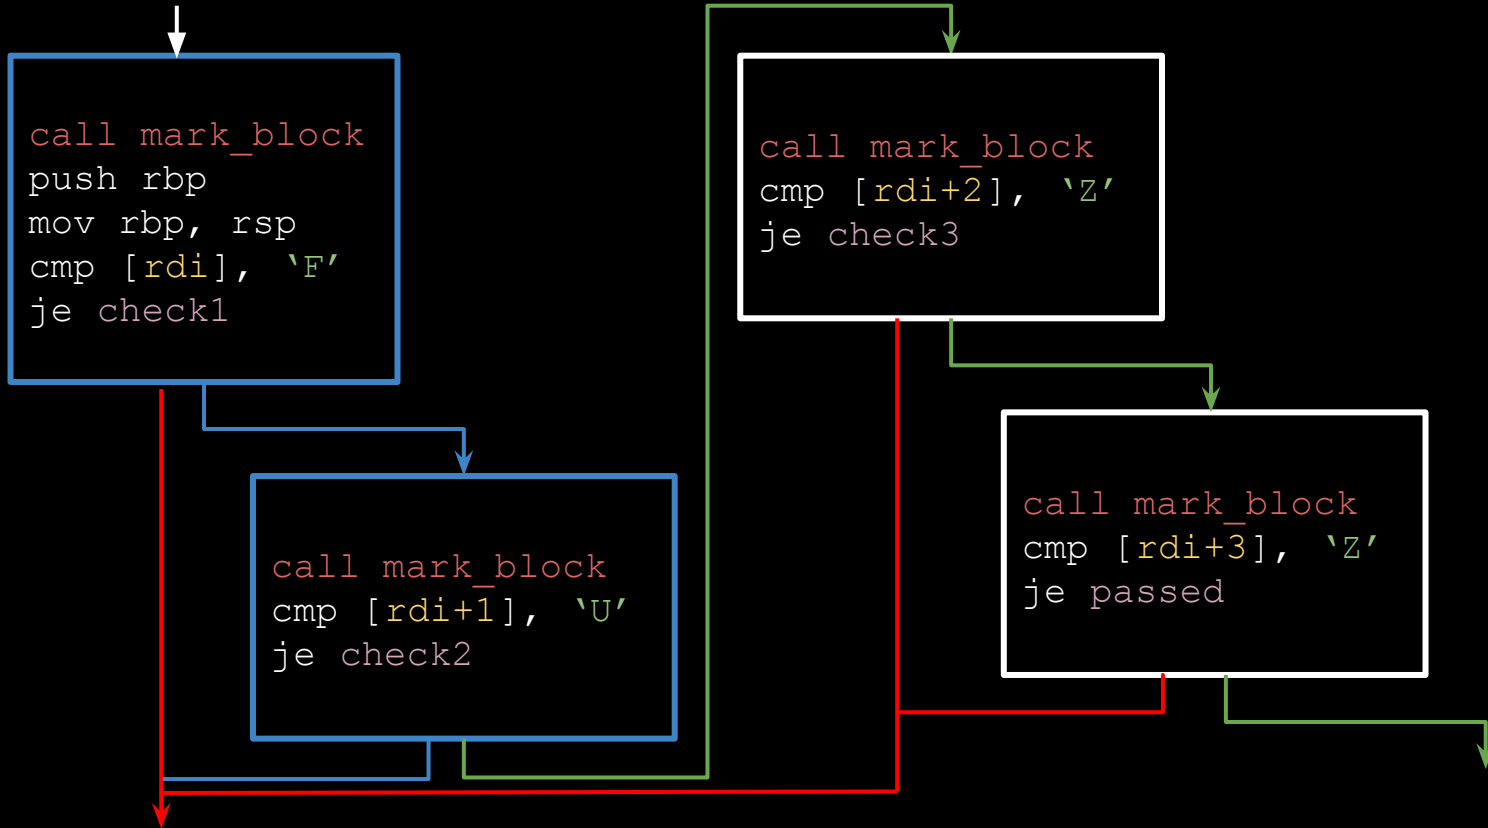 call mark_block
push rbp
mov rbp, rsp
cmp [rdi], ‘F’
je check1
call mark_block
cmp [rdi+1], ‘U’
je check2
call mark_block
cmp [rdi+2], ‘Z’
je check3
call mark_block
cmp [rdi+3], ‘Z’
je passed